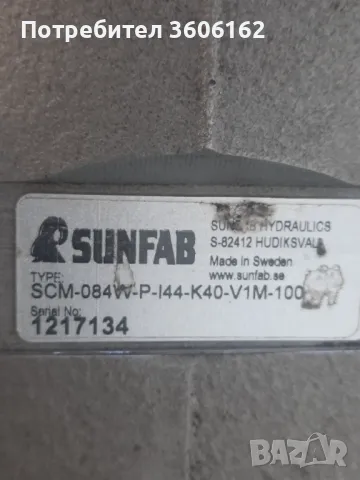 Потребител 3606162
SUNFAB
SUNFAB HYDRAULICS
S-82412 HUDIKSVALL
Made in Sweden
www.sunfab.se
TYPE:
SCM-084W-P-I44-K40-V1M-100
Serial No:
1217134
BAZAR